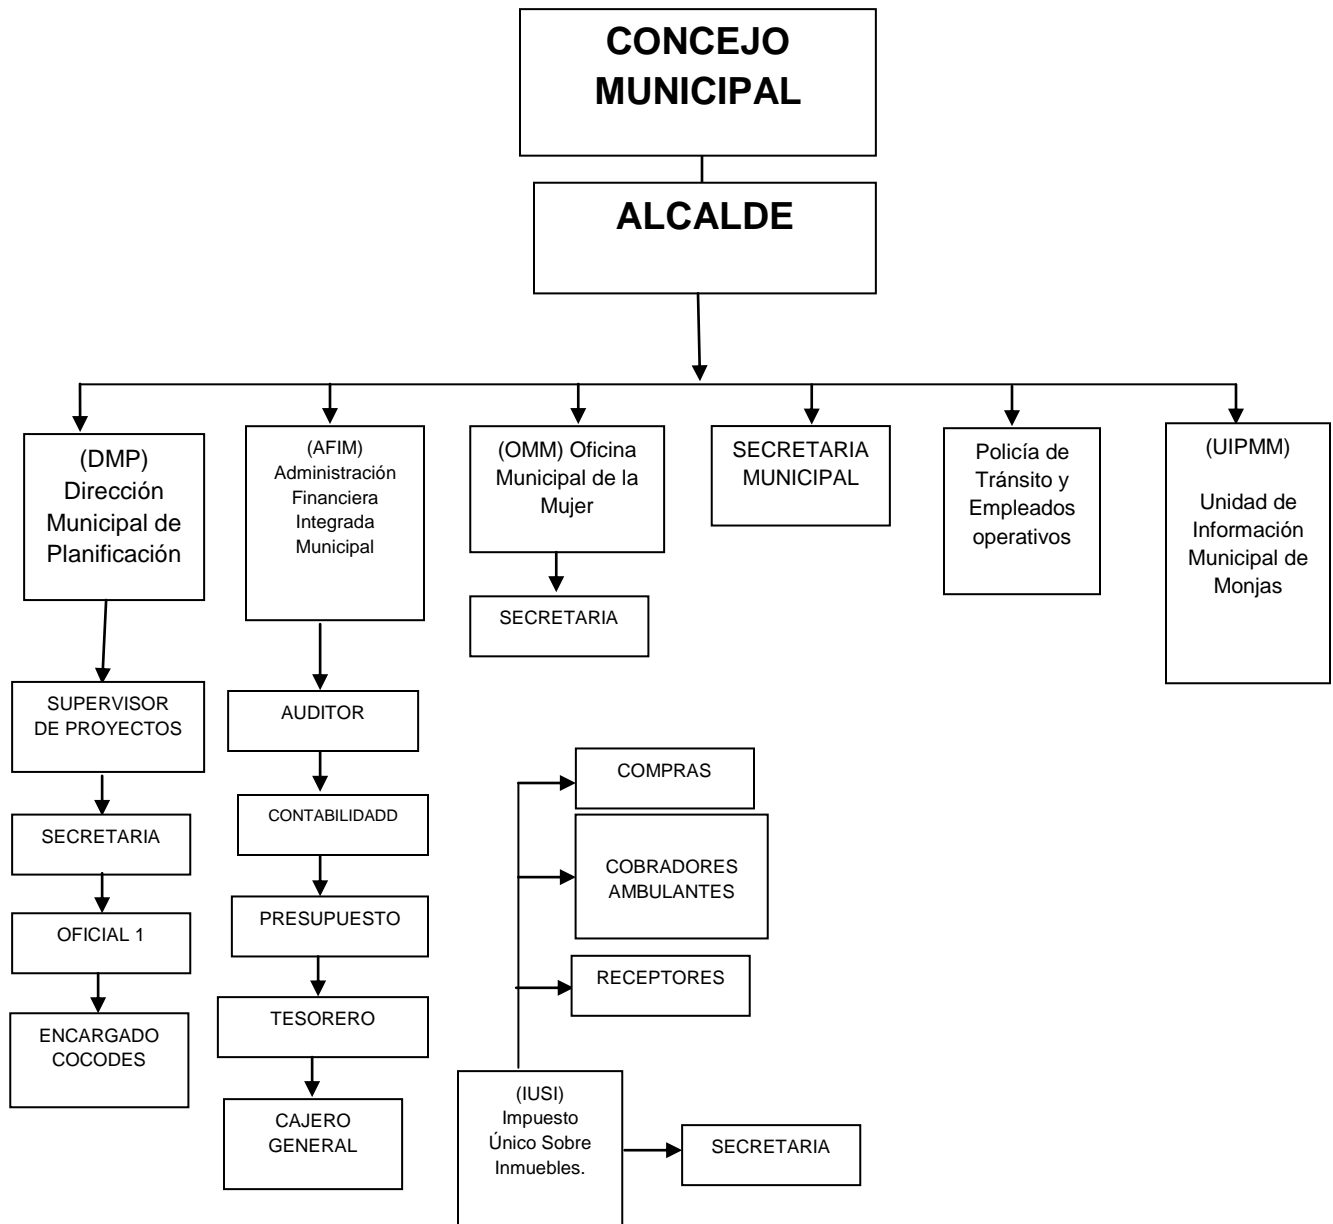 CONCEJO
MUNICIPAL
ALCALDE
(DMP)
Dirección
Municipal de
Planificación
(AFIM)
Administración
Financiera
Integrada
Municipal
(OMM) Oficina
Municipal de la
Mujer
SECRETARIA
MUNICIPAL
Policía de
Tránsito y
Empleados
operativos
(UIPMM)
Unidad de
Información
Municipal de
Monjas
SUPERVISOR
DE PROYECTOS
SECRETARIA
OFICIAL 1
ENCARGADO
COCODES
AUDITOR
CONTABILIDADD
PRESUPUESTO
TESORERO
CAJERO
GENERAL
SECRETARIA
COMPRAS
COBRADORES
AMBULANTES
RECEPTORES
(IUSI)
Impuesto
Único Sobre
Inmuebles.
SECRETARIA